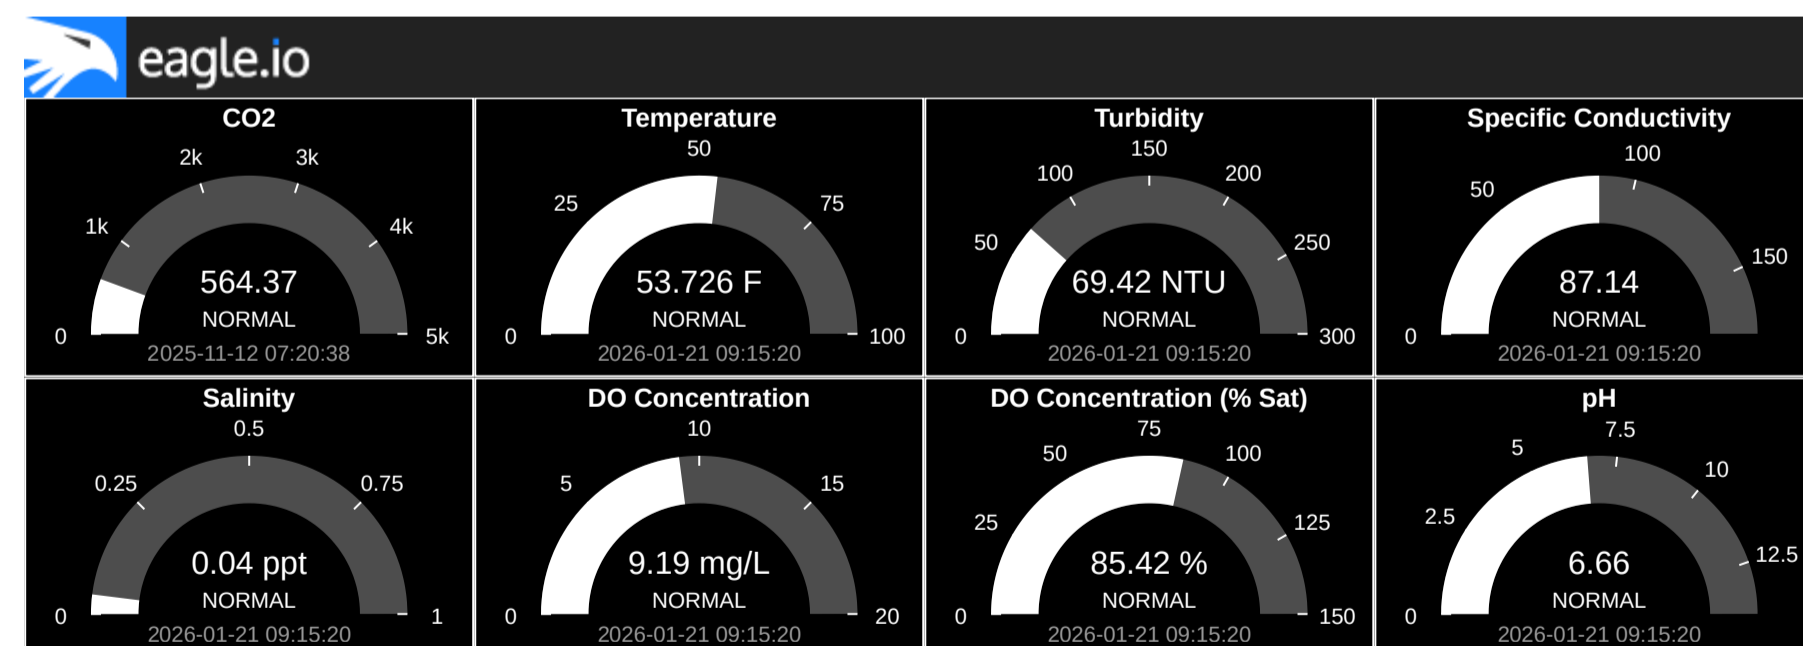 eagle.io
CO2
2k 3k
1k 4k
0 5k
564.37
NORMAL
2025-11-12 07:20:38
Temperature
50
25 75
0 100
53.726 F
NORMAL
2026-01-21 09:15:20
Turbidity
150
100 200
50 250
0 300
69.42 NTU
NORMAL
2026-01-21 09:15:20
Specific Conductivity
100
50
150
0
87.14
NORMAL
2026-01-21 09:15:20
Salinity
0.5
0.25 0.75
0 1
0.04 ppt
NORMAL
2026-01-21 09:15:20
DO Concentration
10
5 15
0 20
9.19 mg/L
NORMAL
2026-01-21 09:15:20
DO Concentration (% Sat)
75
50 100
25 125
0 150
85.42 %
NORMAL
2026-01-21 09:15:20
pH
7.5
5
10
2.5
12.5
0
6.66
NORMAL
2026-01-21 09:15:20